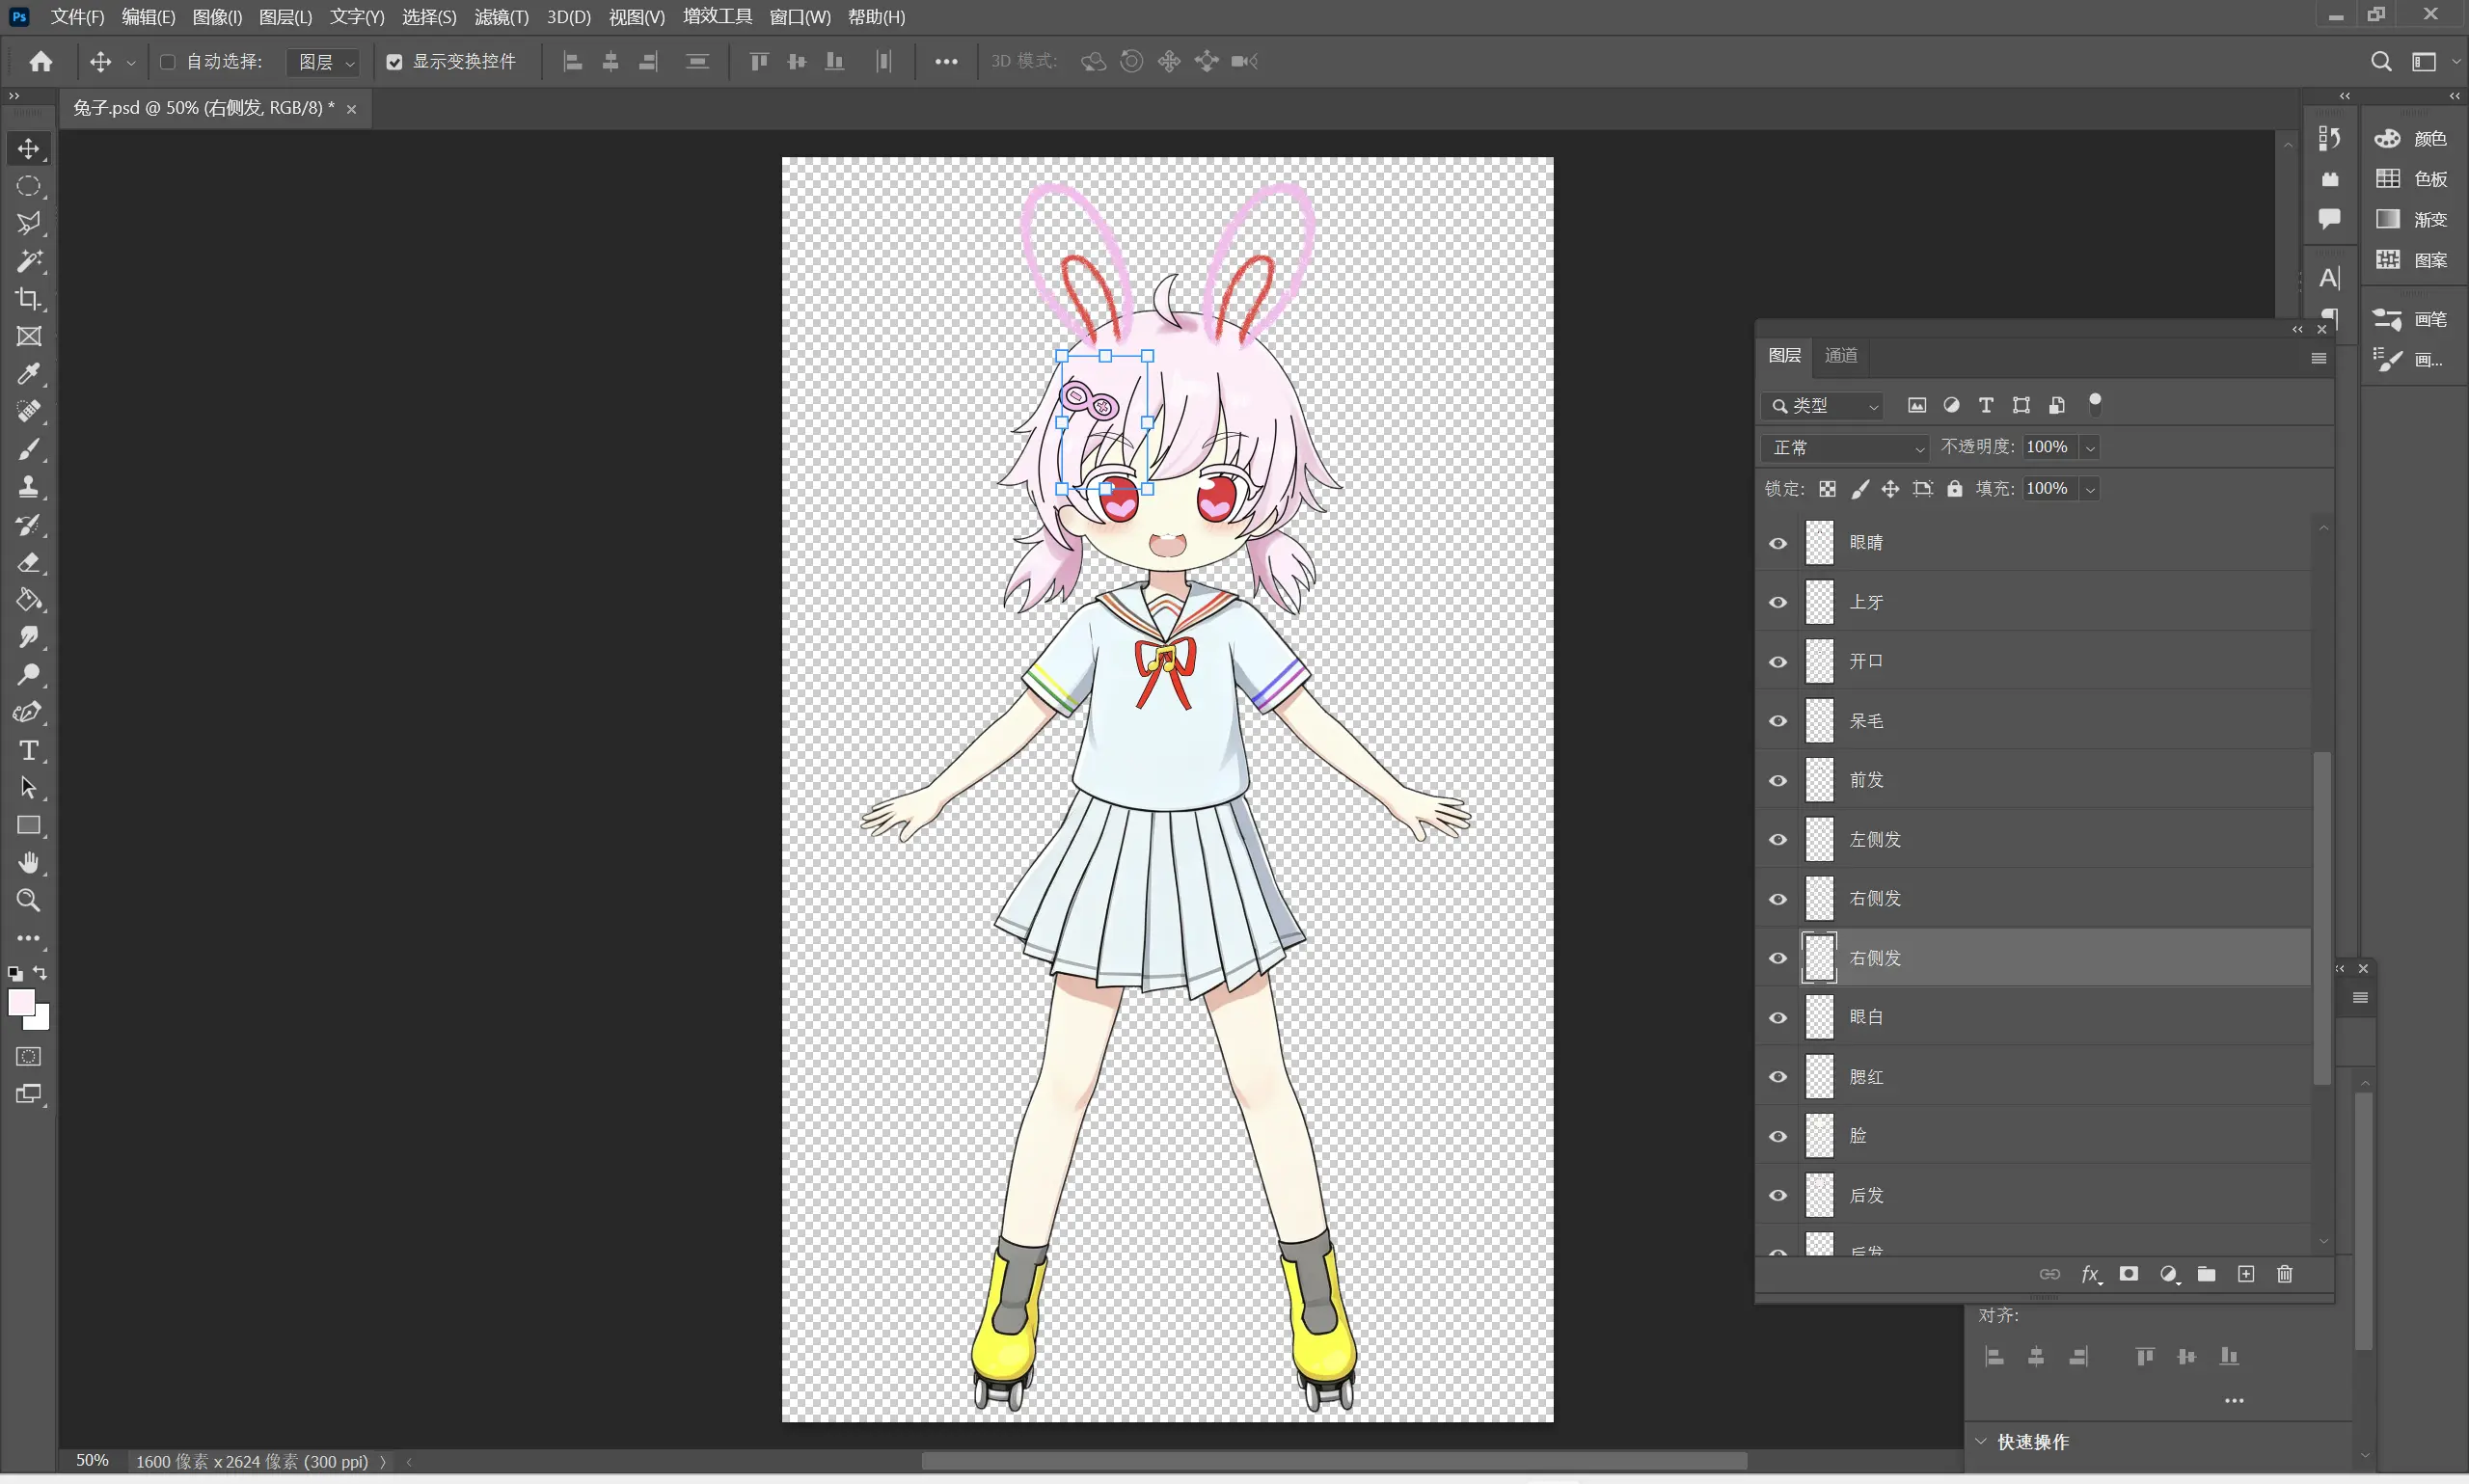 Ps 文件(F) 编辑(E) 图像(I) 图层(L) 文字(Y) 选择(S) 滤镜(T) 3D(D) 视图(V) 增效工具 窗口(W) 帮助(H)
自动选择: 图层 显示变换控件 3D 模式:
兔子.psd @ 50% (右侧发, RGB/8) *
颜色
色板
渐变
图案
画笔
画...
图层 通道
类型
正常 不透明度: 100%
锁定: 填充: 100%
眼睛
上牙
开口
呆毛
前发
左侧发
右侧发
右侧发
眼白
腮红
脸
后发
后发
fx
对齐:
快速操作
50% 1600 像素 x 2624 像素 (300 ppi)